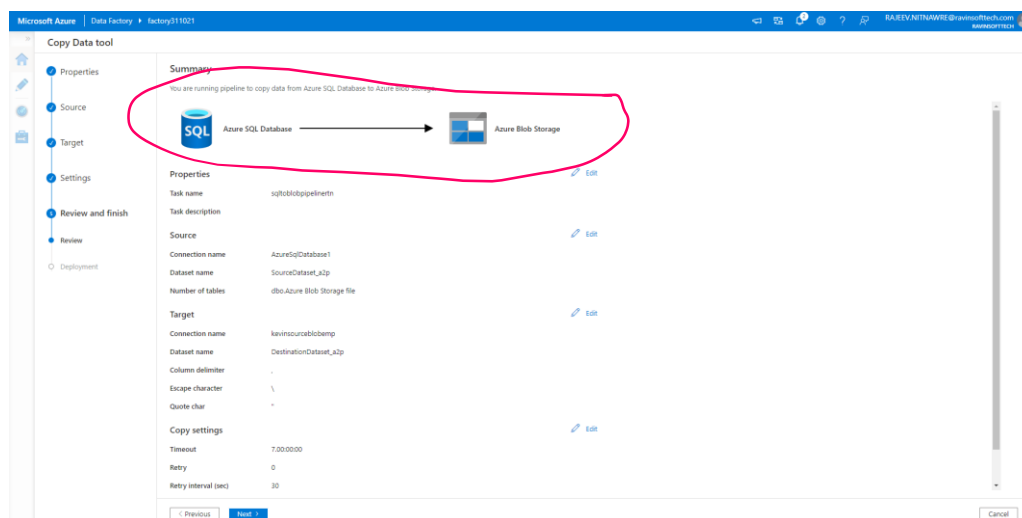 Microsoft Azure | Data Factory ▸ factory311021
RAJEEV.NITNAWRE@ravinsofttech.com
RAVINSOFTTECH
Copy Data tool
Properties
Source
Target
Settings
5 Review and finish
Review
Deployment
Summary
You are running pipeline to copy data from Azure SQL Database to Azure Blob Storage.
SQL
Azure SQL Database
Azure Blob Storage
Properties
Edit
Task name sqltoblobpipelinertn
Task description
Source
Edit
Connection name AzureSqlDatabase1
Dataset name SourceDataset_a2p
Number of tables dbo.Azure Blob Storage file
Target
Edit
Connection name kevinsourceblobemp
Dataset name DestinationDataset_a2p
Column delimiter ,
Escape character \
Quote char "
Copy settings
Edit
Timeout 7.00:00:00
Retry 0
Retry interval (sec) 30
< Previous
Next >
Cancel